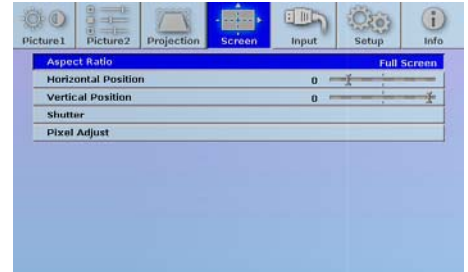 Picture1 Picture2 Projection Screen Input Setup Info
Aspect Ratio Full Screen
Horizontal Position 0
Vertical Position 0
Shutter
Pixel Adjust